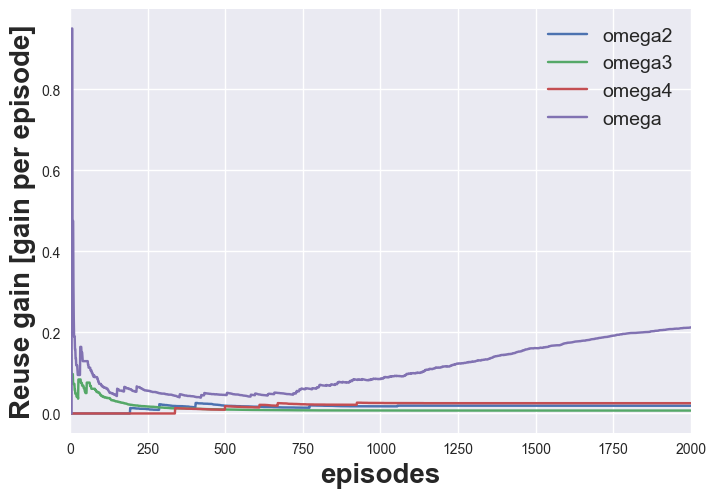 Reuse gain [gain per episode]
0.8
0.6
0.4
0.2
0.0
omega2
omega3
omega4
omega
0 250 500 750 1000 1250 1500 1750 2000
episodes